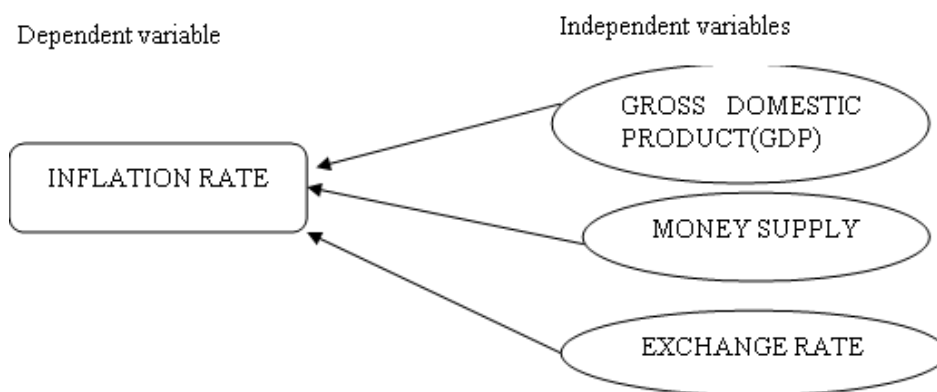 Dependent variable
Independent variables
GROSS DOMESTIC
PRODUCT(GDP)
INFLATION RATE
MONEY SUPPLY
EXCHANGE RATE